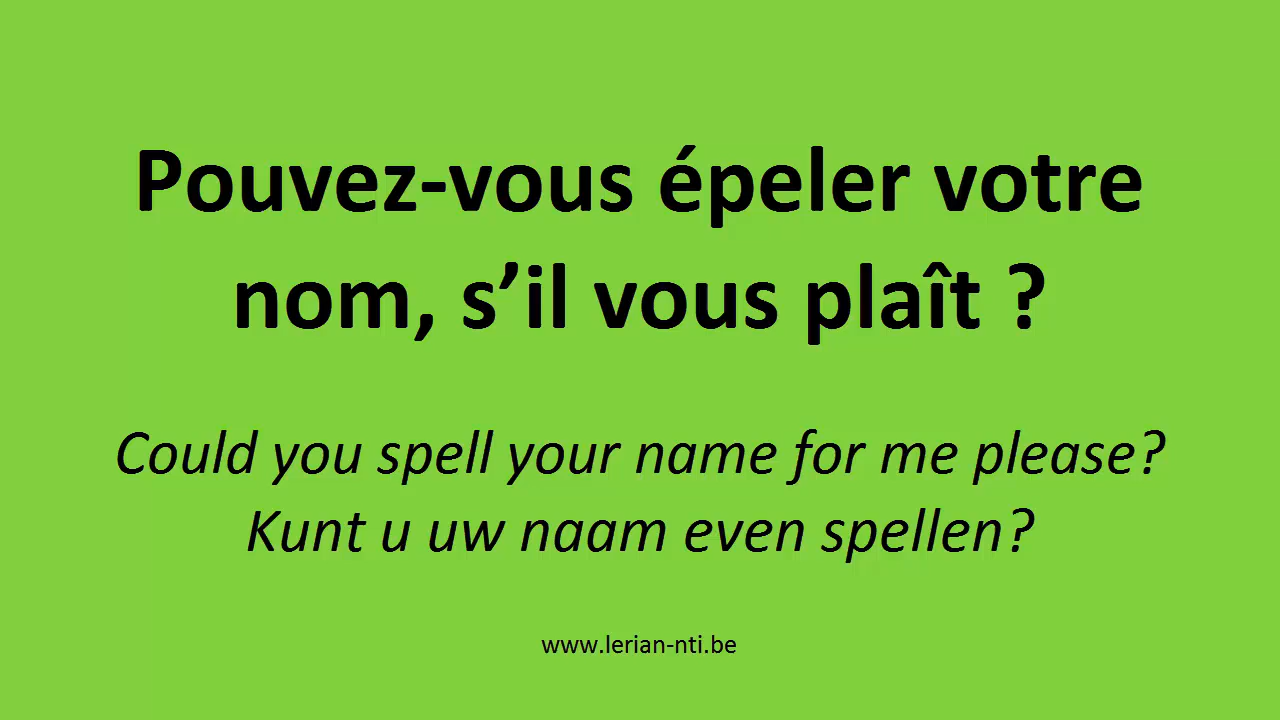 Pouvez-vous épeler votre
nom, s’il vous plaît ?
Could you spell your name for me please?
Kunt u uw naam even spellen?
www.lerian-nti.be